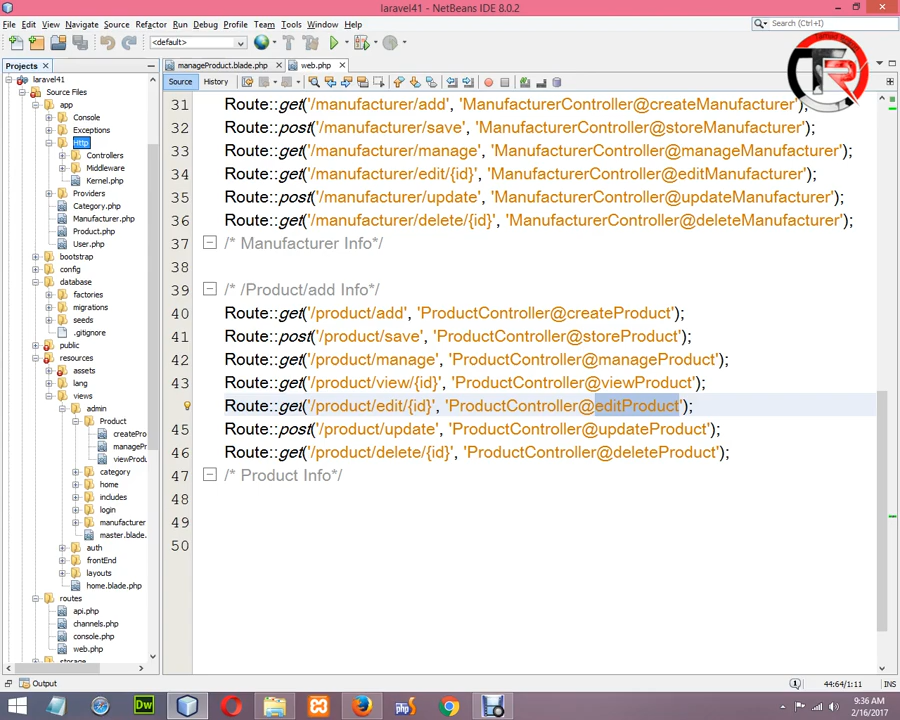 laravel41 - NetBeans IDE 8.0.2
File Edit View Navigate Source Refactor Run Debug Profile Team Tools Window Help
Search (Ctrl+I)
<default>
Projects
manageProduct.blade.php
web.php
Source History
laravel41
Source Files
app
Console
Exceptions
Http
Controllers
Middleware
Kernel.php
Providers
Category.php
Manufacturer.php
Product.php
User.php
bootstrap
config
database
factories
migrations
seeds
.gitignore
public
resources
assets
lang
views
admin
Product
createPro
managePr
viewProdu
category
home
includes
login
manufacturer
master.blade.
auth
frontEnd
layouts
home.blade.php
routes
api.php
channels.php
console.php
web.php
storage
31 Route::get('/manufacturer/add', 'ManufacturerController@createManufacturer');
32 Route::post('/manufacturer/save', 'ManufacturerController@storeManufacturer');
33 Route::get('/manufacturer/manage', 'ManufacturerController@manageManufacturer');
34 Route::get('/manufacturer/edit/{id}', 'ManufacturerController@editManufacturer');
35 Route::post('/manufacturer/update', 'ManufacturerController@updateManufacturer');
36 Route::get('/manufacturer/delete/{id}', 'ManufacturerController@deleteManufacturer');
37 /* Manufacturer Info*/
38
39 /* /Product/add Info*/
40 Route::get('/product/add', 'ProductController@createProduct');
41 Route::post('/product/save', 'ProductController@storeProduct');
42 Route::get('/product/manage', 'ProductController@manageProduct');
43 Route::get('/product/view/{id}', 'ProductController@viewProduct');
Route::get('/product/edit/{id}', 'ProductController@editProduct');
45 Route::post('/product/update', 'ProductController@updateProduct');
46 Route::get('/product/delete/{id}', 'ProductController@deleteProduct');
47 /* Product Info*/
48
49
50
Output
44:64/1:11
9:36 AM
2/16/2017